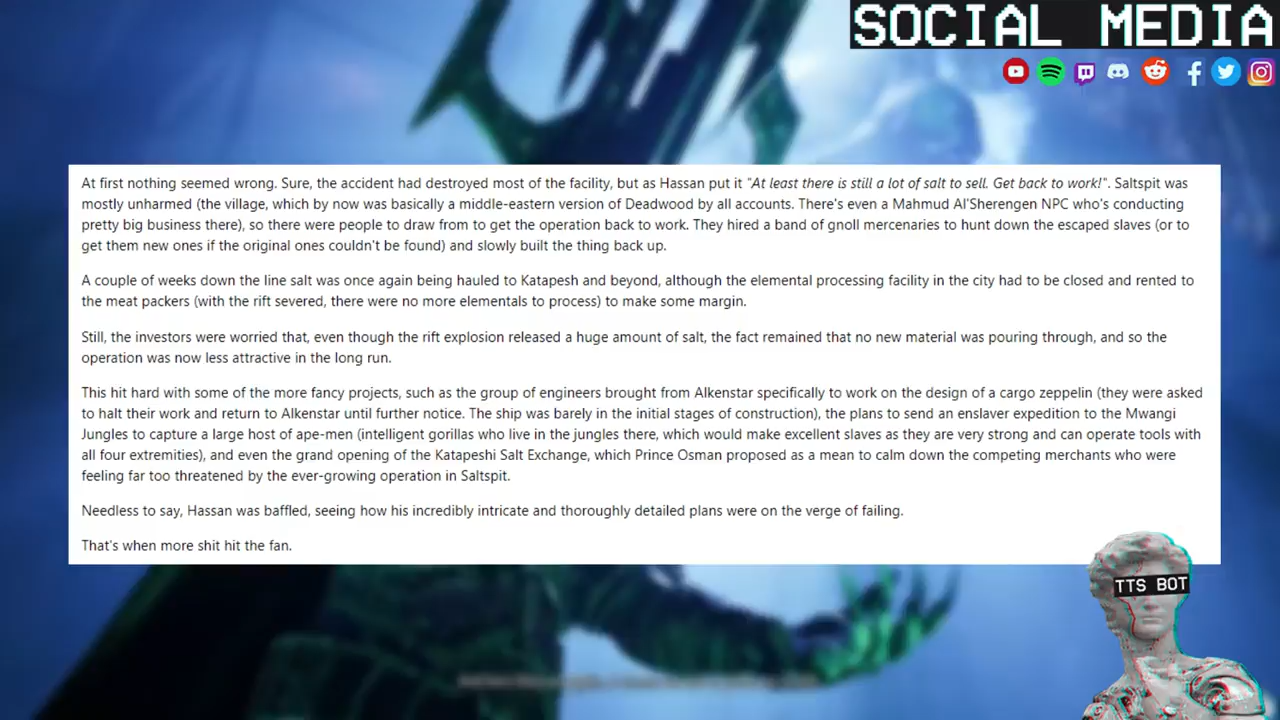 SOCIAL MEDIA
At first nothing seemed wrong. Sure, the accident had destroyed most of the facility, but as Hassan put it "At least there is still a lot of salt to sell. Get back to work!". Saltspit was
mostly unharmed (the village, which by now was basically a middle-eastern version of Deadwood by all accounts. There's even a Mahmud Al'Sherengen NPC who's conducting
pretty big business there), so there were people to draw from to get the operation back to work. They hired a band of gnoll mercenaries to hunt down the escaped slaves (or to
get them new ones if the original ones couldn't be found) and slowly built the thing back up.
A couple of weeks down the line salt was once again being hauled to Katapesh and beyond, although the elemental processing facility in the city had to be closed and rented to
the meat packers (with the rift severed, there were no more elementals to process) to make some margin.
Still, the investors were worried that, even though the rift explosion released a huge amount of salt, the fact remained that no new material was pouring through, and so the
operation was now less attractive in the long run.
This hit hard with some of the more fancy projects, such as the group of engineers brought from Alkenstar specifically to work on the design of a cargo zeppelin (they were asked
to halt their work and return to Alkenstar until further notice. The ship was barely in the initial stages of construction), the plans to send an enslaver expedition to the Mwangi
Jungles to capture a large host of ape-men (intelligent gorillas who live in the jungles there, which would make excellent slaves as they are very strong and can operate tools with
all four extremities), and even the grand opening of the Katapeshi Salt Exchange, which Prince Osman proposed as a mean to calm down the competing merchants who were
feeling far too threatened by the ever-growing operation in Saltspit.
Needless to say, Hassan was baffled, seeing how his incredibly intricate and thoroughly detailed plans were on the verge of failing.
That's when more shit hit the fan.
TTS BOT